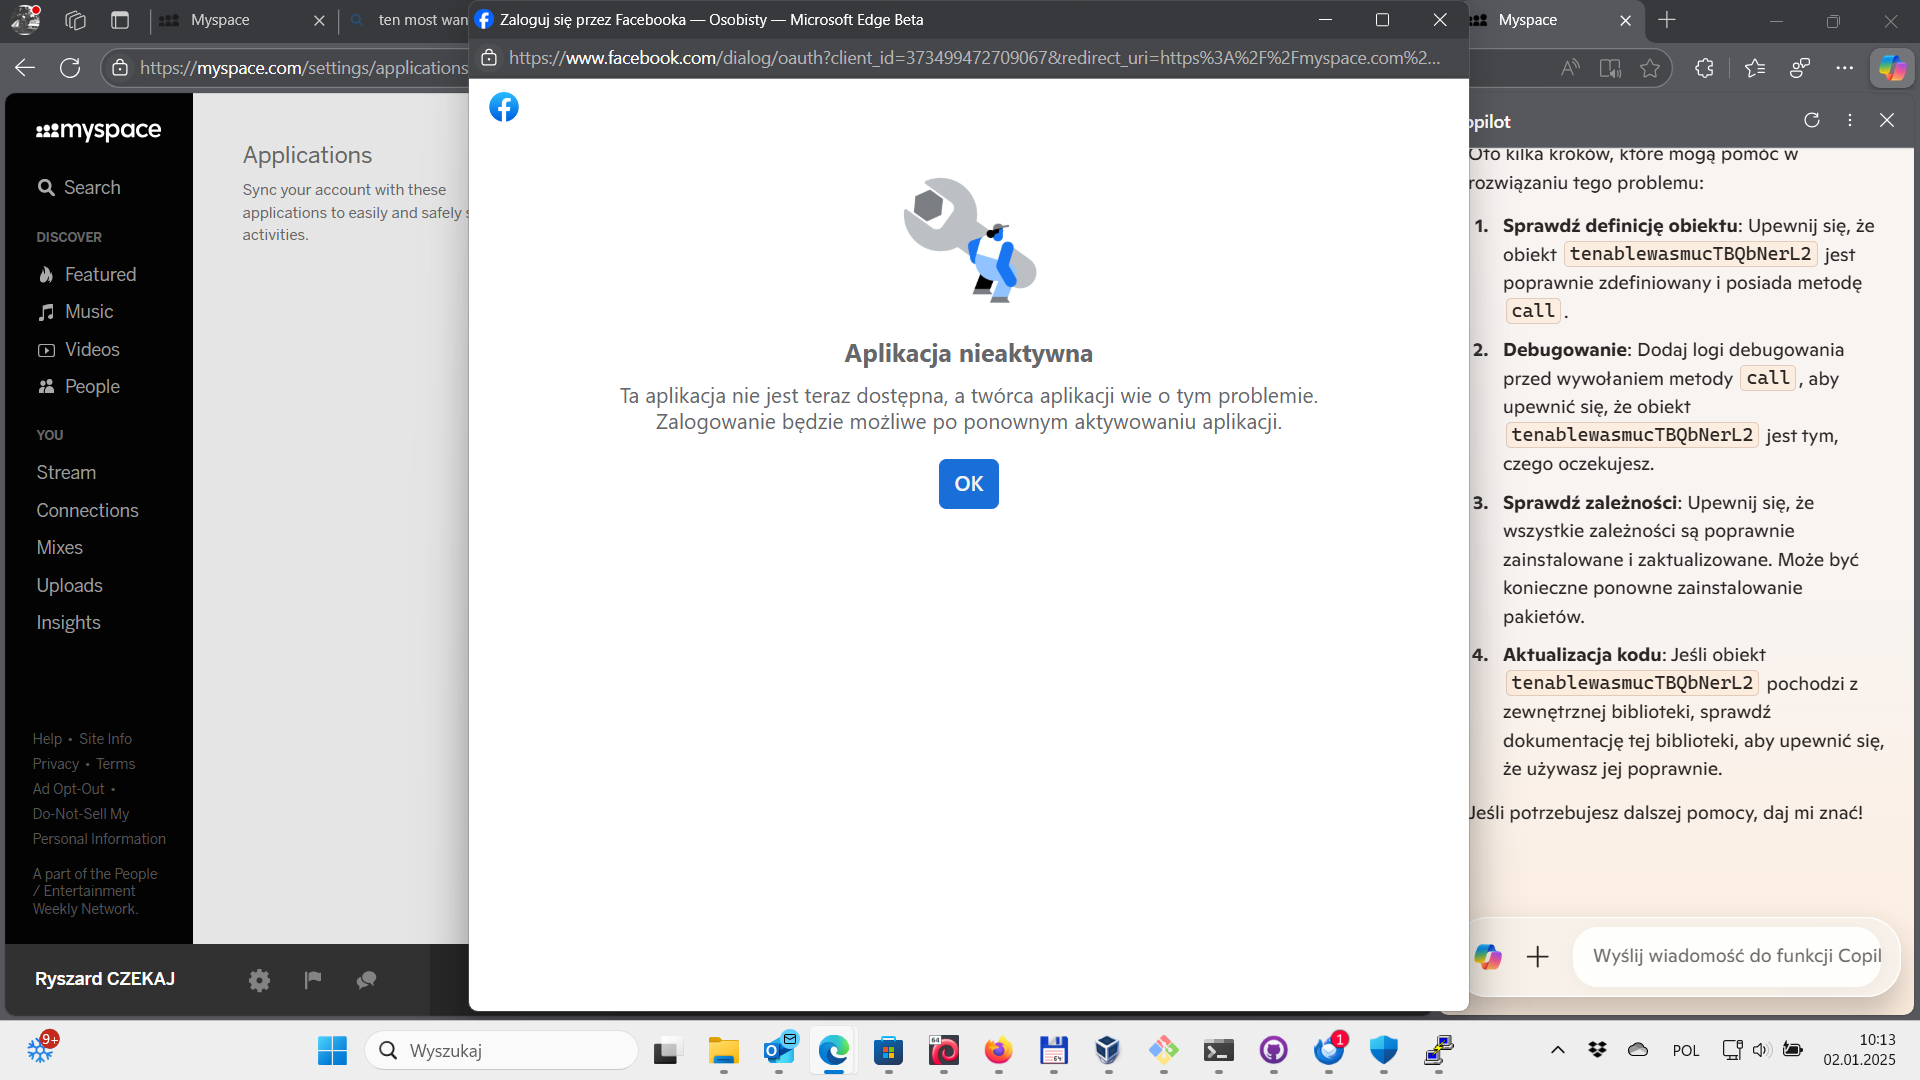 Myspace
ten most wan
Zaloguj się przez Facebooka — Osobisty — Microsoft Edge Beta
Myspace
https://myspace.com/settings/applications
https://www.facebook.com/dialog/oauth?client_id=373499472709067&redirect_uri=https%3A%2F%2Fmyspace.com%2...
myspace
Search
DISCOVER
Featured
Music
Videos
People
YOU
Stream
Connections
Mixes
Uploads
Insights
Help • Site Info
Privacy • Terms
Ad Opt-Out •
Do-Not-Sell My
Personal Information
A part of the People
/ Entertainment
Weekly Network.
Ryszard CZEKAJ
Applications
Sync your account with these
applications to easily and safely s
activities.
Aplikacja nieaktywna
Ta aplikacja nie jest teraz dostępna, a twórca aplikacji wie o tym problemie.
Zalogowanie będzie możliwe po ponownym aktywowaniu aplikacji.
OK
opilot
Oto kilka kroków, które mogą pomóc w
rozwiązaniu tego problemu:
1. Sprawdź definicję obiektu: Upewnij się, że
obiekt tenablewasmucTBQbNerL2 jest
poprawnie zdefiniowany i posiada metodę
call.
2. Debugowanie: Dodaj logi debugowania
przed wywołaniem metody call, aby
upewnić się, że obiekt
tenablewasmucTBQbNerL2 jest tym,
czego oczekujesz.
3. Sprawdź zależności: Upewnij się, że
wszystkie zależności są poprawnie
zainstalowane i zaktualizowane. Może być
konieczne ponowne zainstalowanie
pakietów.
4. Aktualizacja kodu: Jeśli obiekt
tenablewasmucTBQbNerL2 pochodzi z
zewnętrznej biblioteki, sprawdź
dokumentację tej biblioteki, aby upewnić się,
że używasz jej poprawnie.
Jeśli potrzebujesz dalszej pomocy, daj mi znać!
Wyślij wiadomość do funkcji Copil
9+
Wyszukaj
64
64
1
POL
10:13
02.01.2025